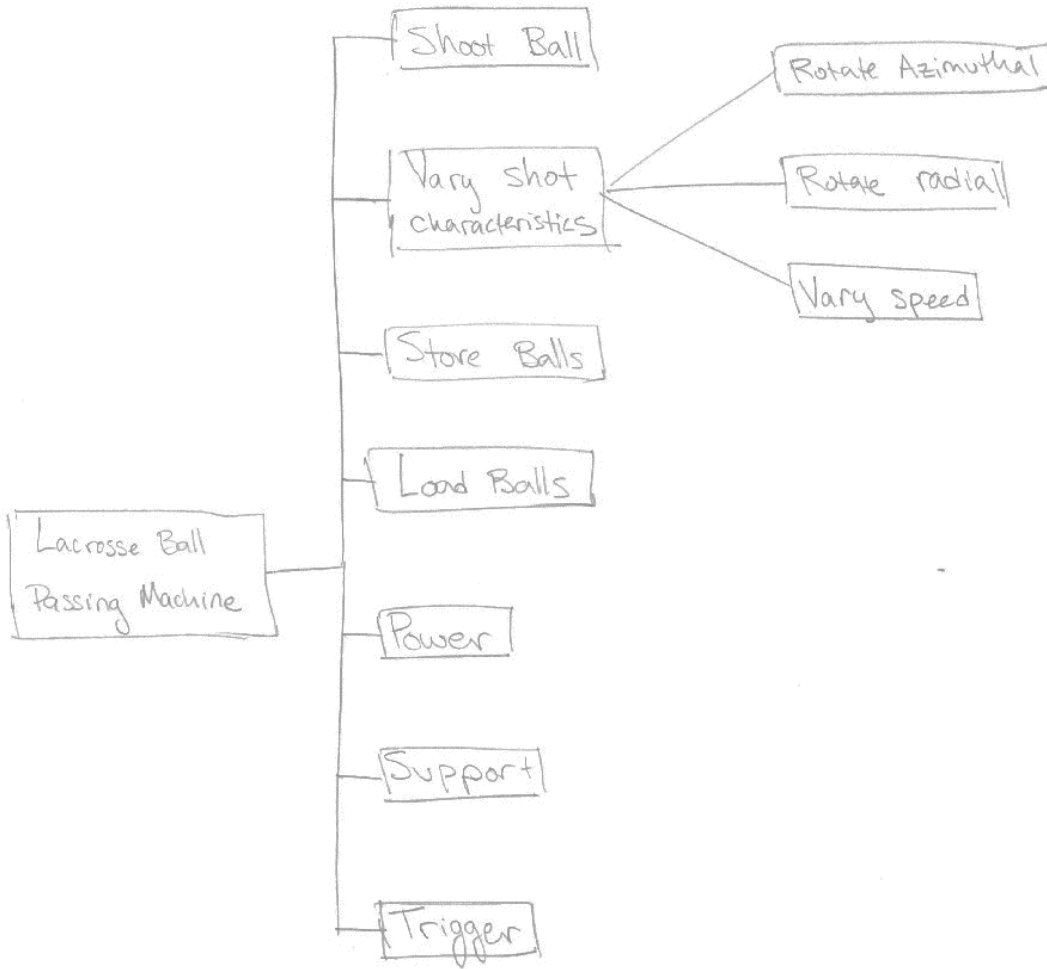 Shoot Ball
Rotate Azimuthal
Vary shot
characteristics
Rotate radial
Vary speed
Store Balls
Load Balls
Lacrosse Ball
Passing Machine
Power
Support
Trigger